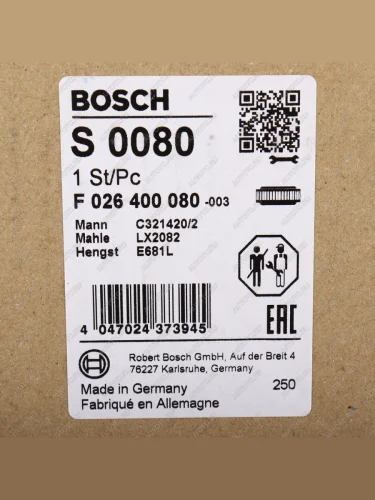 BOSCH
S 0080
1 St/Pc
F 026 400 080 -003
Mann C321420/2
Mahle LX2082
Hengst E681L
4 047024 373945
EAC
Robert Bosch GmbH, Auf der Breit 4
76227 Karlsruhe, Germany
Made in Germany 250
Fabriqué en Allemagne